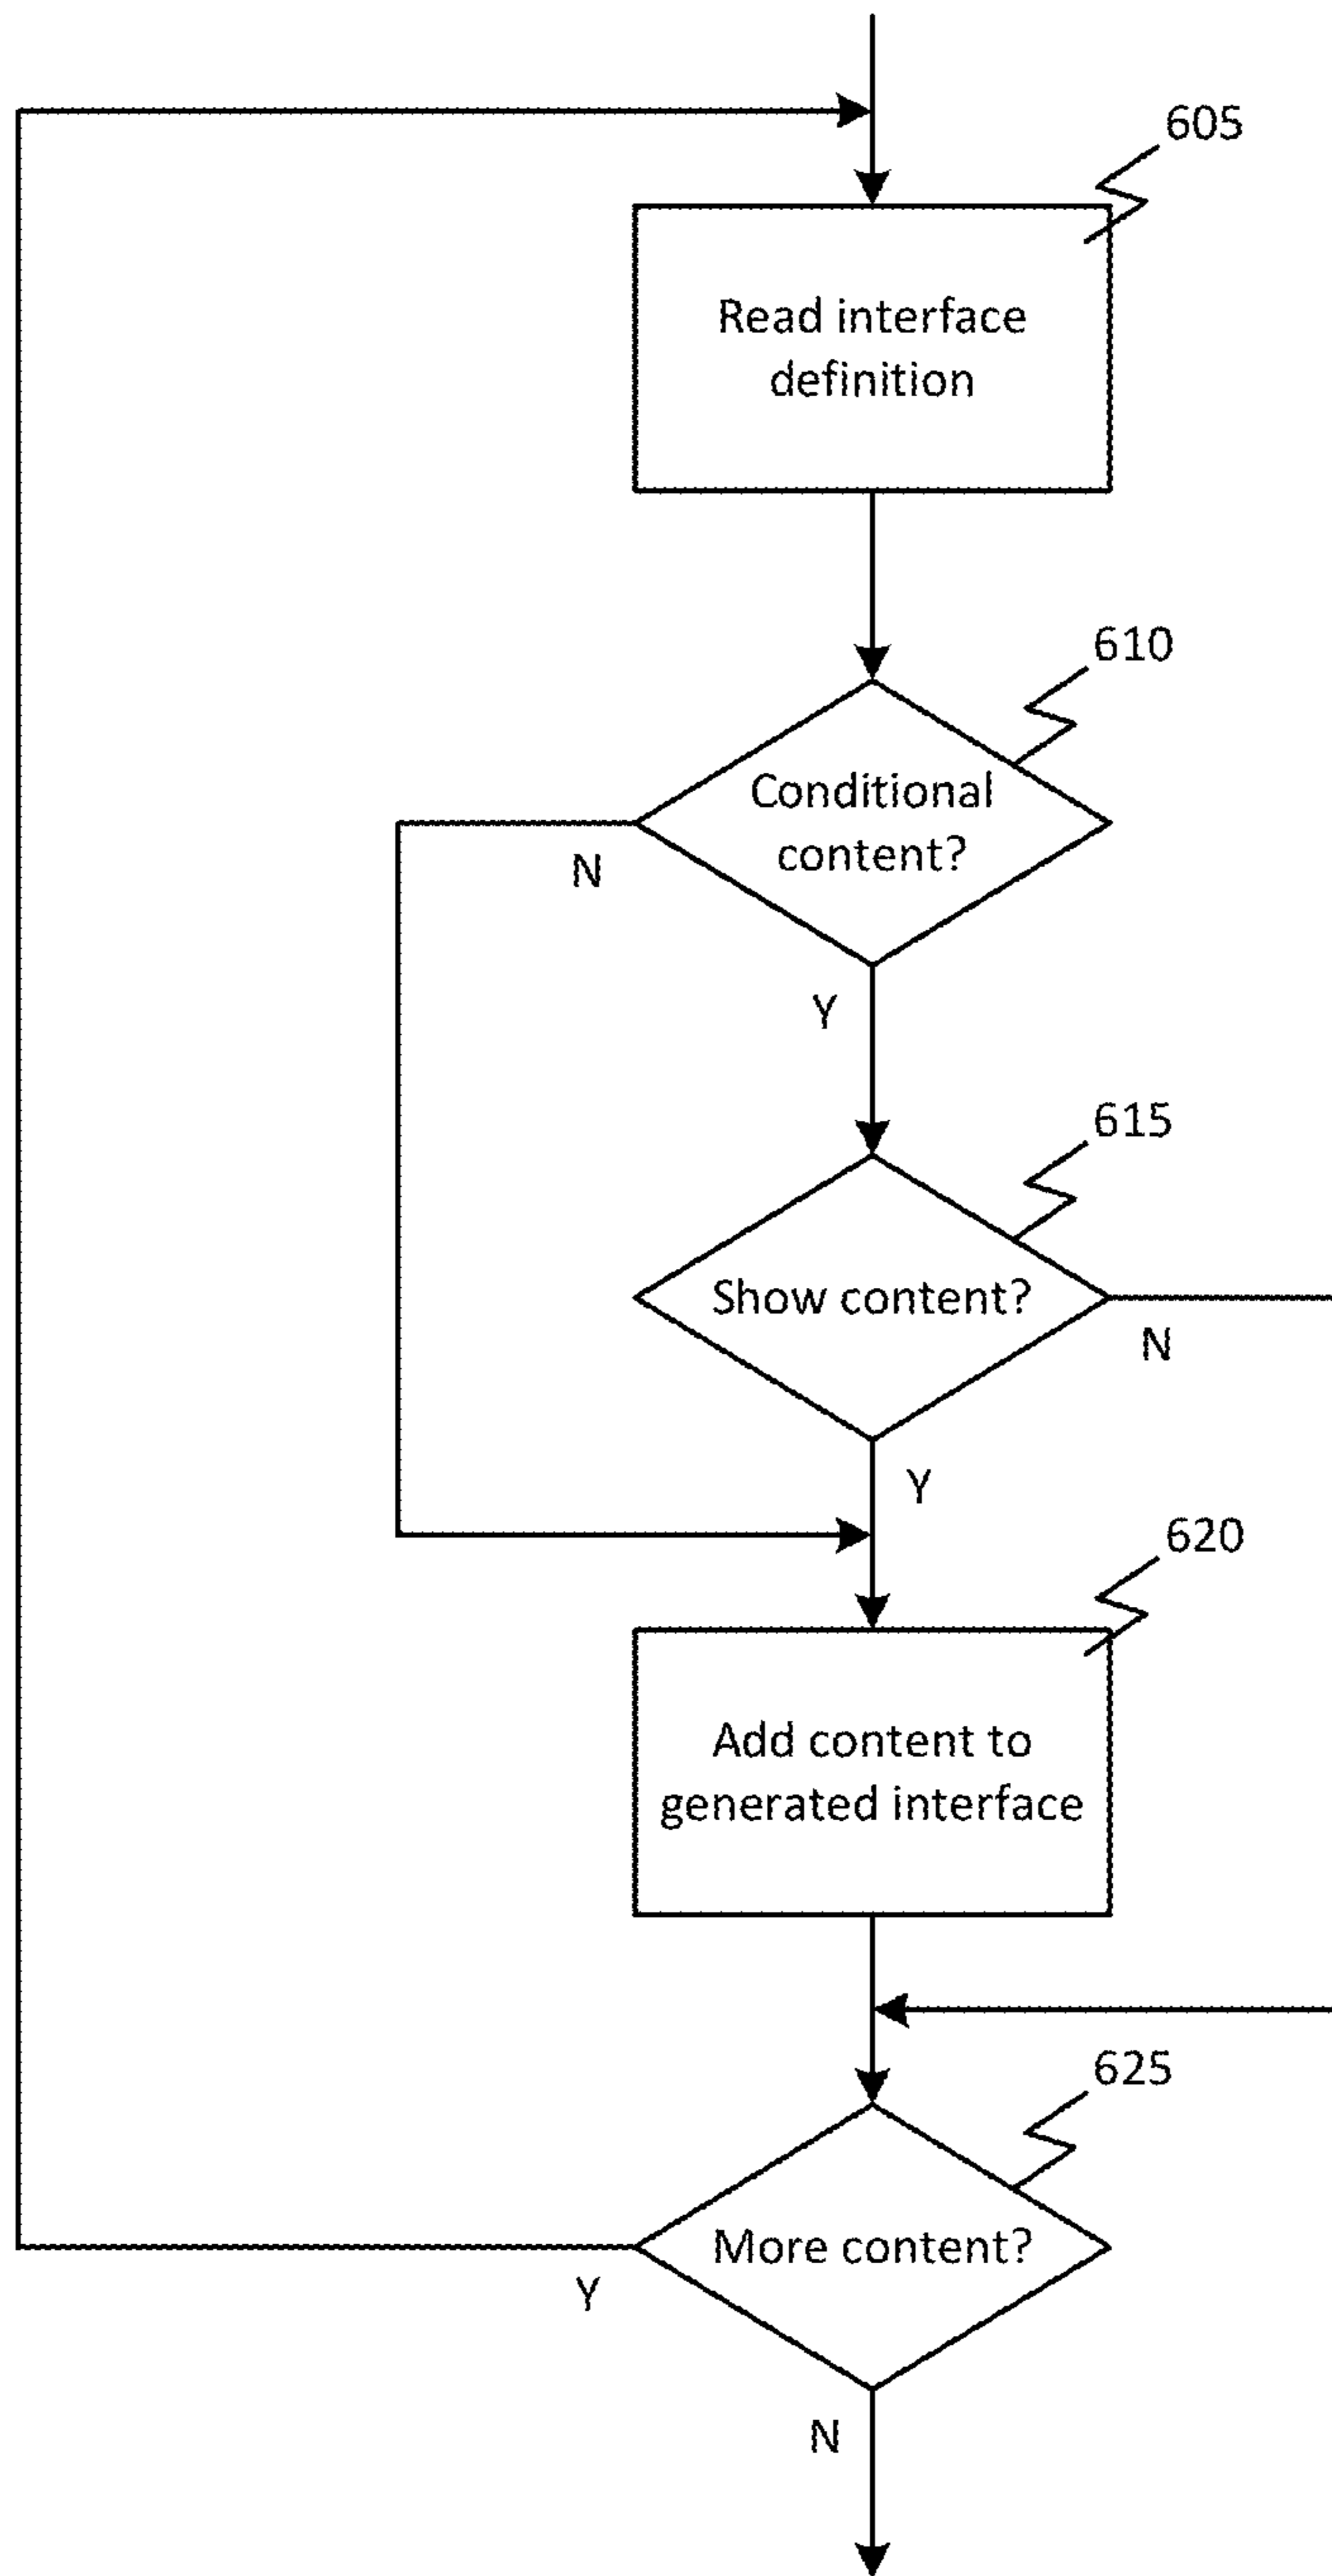 605
Read interface
definition
610
Conditional
content?
N
Y
615
Show content?
N
Y
620
Add content to
generated interface
625
More content?
Y
N